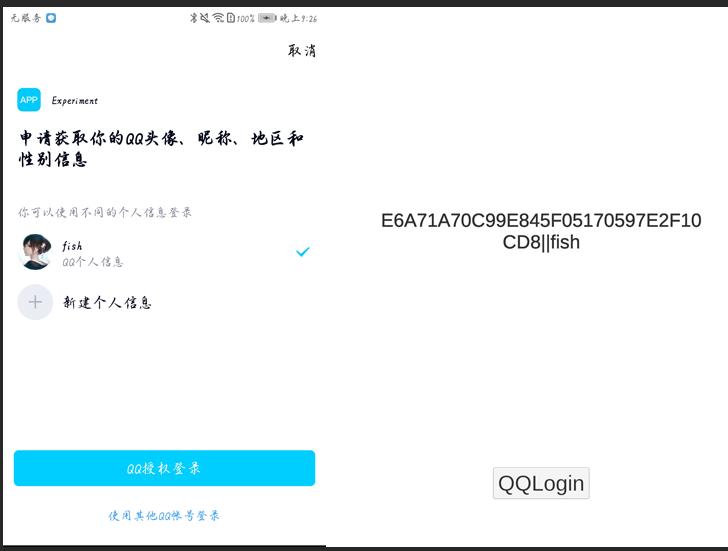 无服务 100% 晚上9:26
取消
APP Experiment
申请获取你的QQ头像、昵称、地区和
性别信息
你可以使用不同的个人信息登录
fish
QQ个人信息
新建个人信息
QQ授权登录
使用其他QQ帐号登录
E6A71A70C99E845F05170597E2F10
CD8||fish
QQLogin